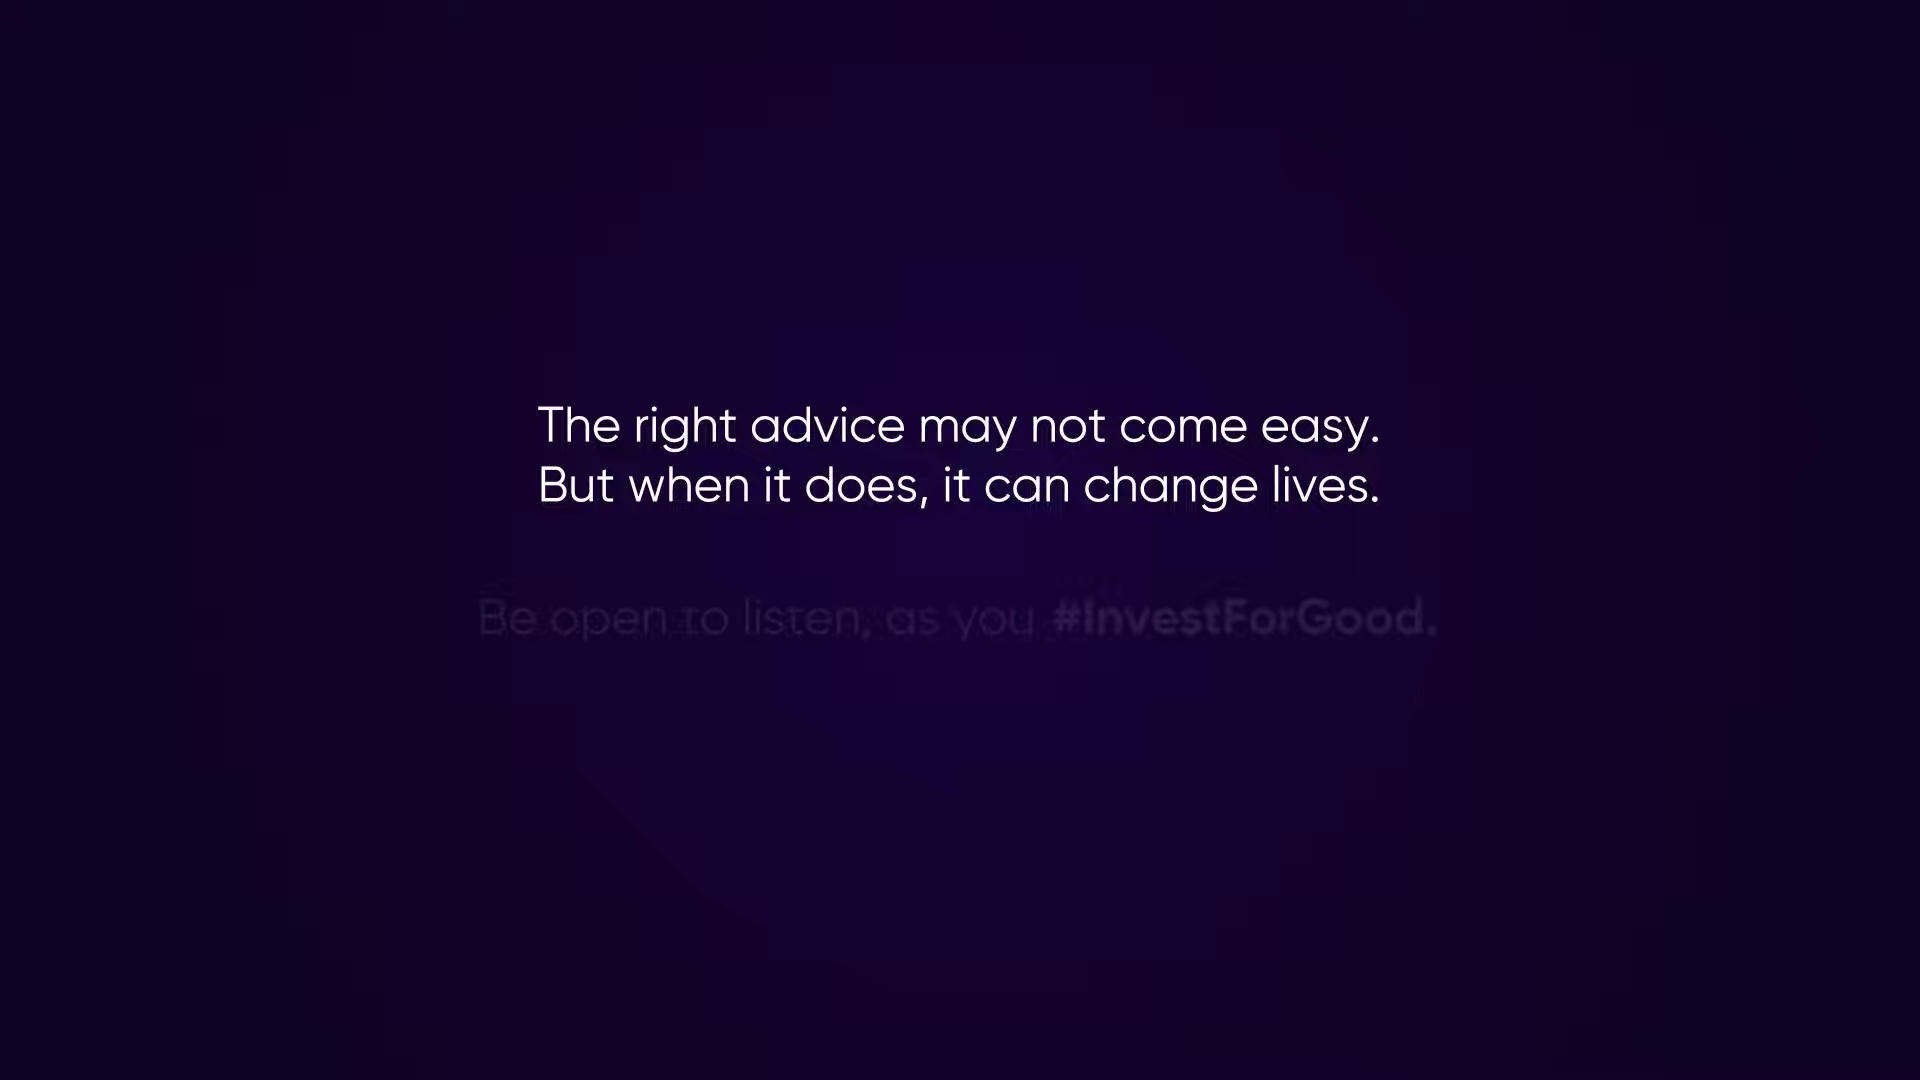 The right advice may not come easy.
But when it does, it can change lives.
Be open to listen, as you #InvestForGood.